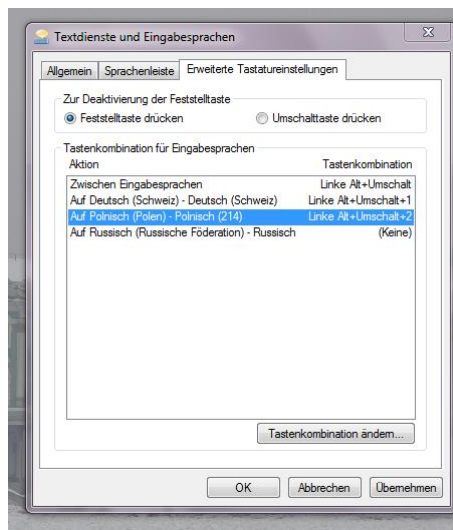 Textdienste und Eingabesprachen
Allgemein Sprachenleiste Erweiterte Tastatureinstellungen
Zur Deaktivierung der Feststelltaste
Feststelltaste drücken Umschalttaste drücken
Tastenkombination für Eingabesprachen
Aktion Tastenkombination
Zwischen Eingabesprachen Linke Alt+Umschalt
Auf Deutsch (Schweiz) - Deutsch (Schweiz) Linke Alt+Umschalt+1
Auf Polnisch (Polen) - Polnisch (214) Linke Alt+Umschalt+2
Auf Russisch (Russische Föderation) - Russisch (Keine)
Tastenkombination ändern...
OK Abbrechen Übernehmen